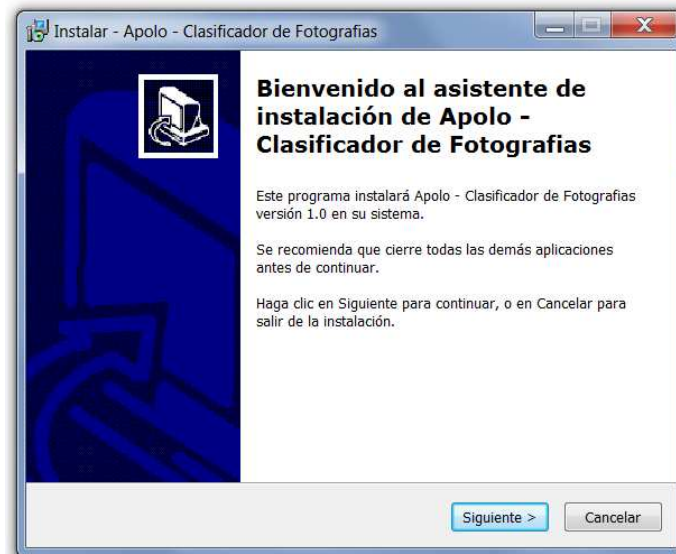 Instalar - Apolo - Clasificador de Fotografias
Bienvenido al asistente de
instalación de Apolo -
Clasificador de Fotografias
Este programa instalará Apolo - Clasificador de Fotografias
versión 1.0 en su sistema.
Se recomienda que cierre todas las demás aplicaciones
antes de continuar.
Haga clic en Siguiente para continuar, o en Cancelar para
salir de la instalación.
Siguiente >
Cancelar